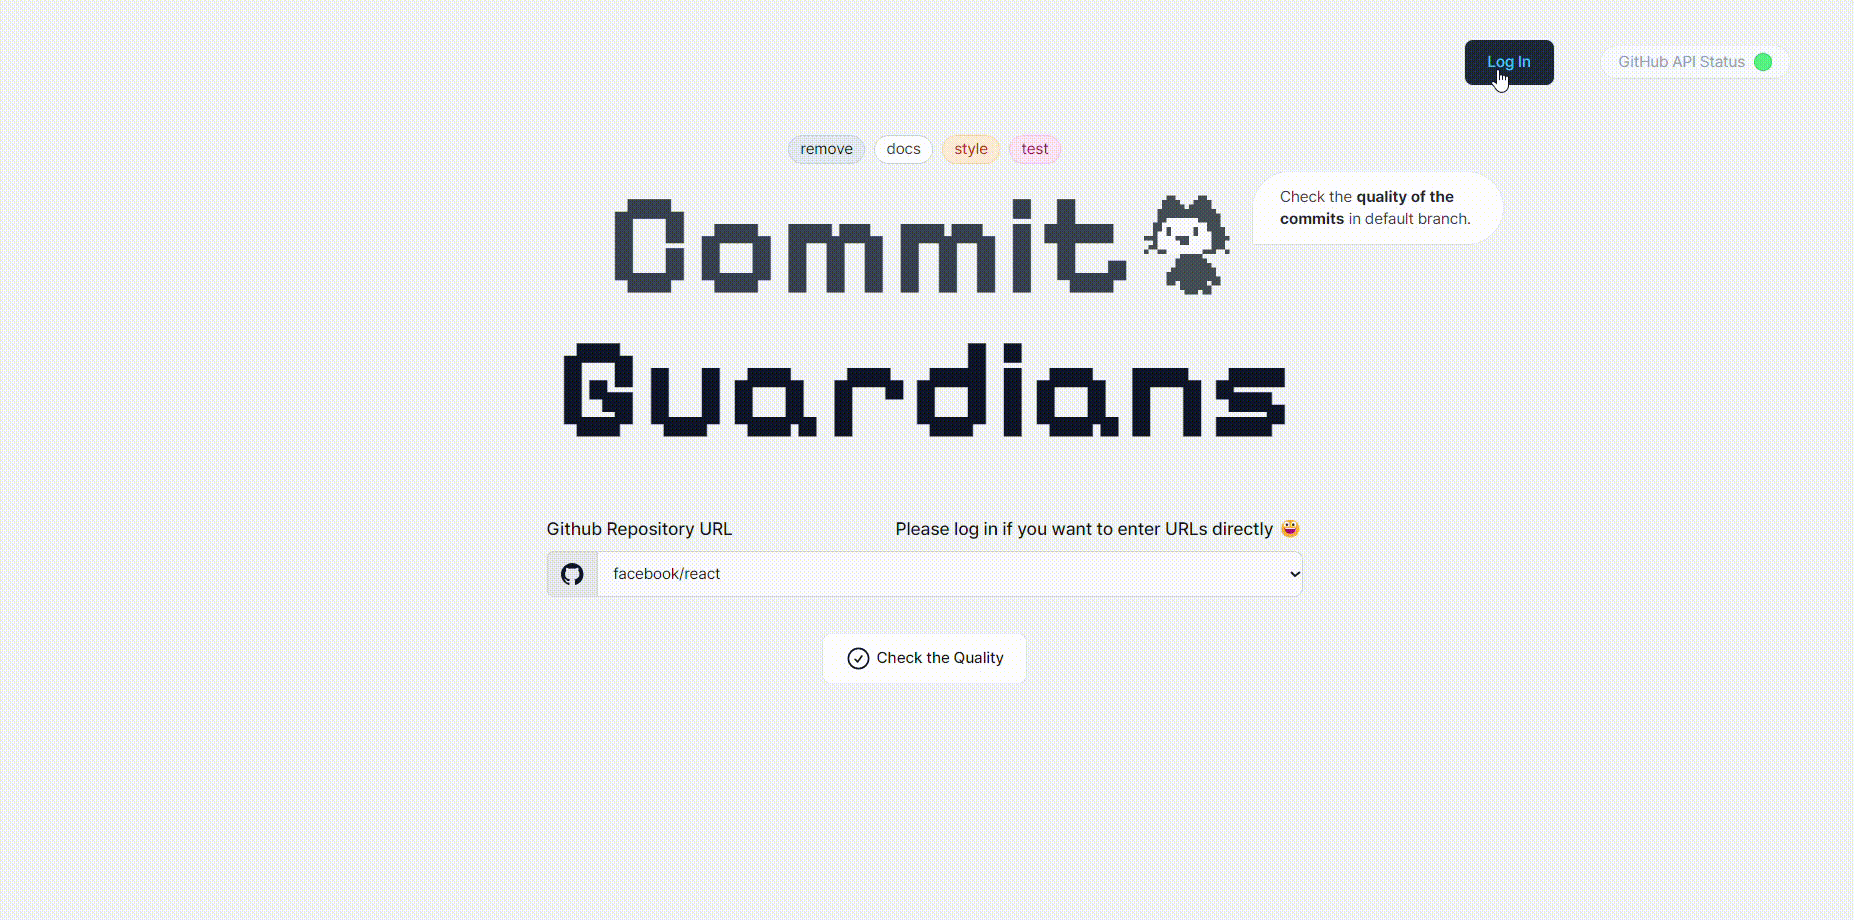 Log In
GitHub API Status
remove docs style test
Commit
Check the quality of the
commits in default branch.
Guardians
Github Repository URL
Please log in if you want to enter URLs directly 😀
facebook/react
Check the Quality